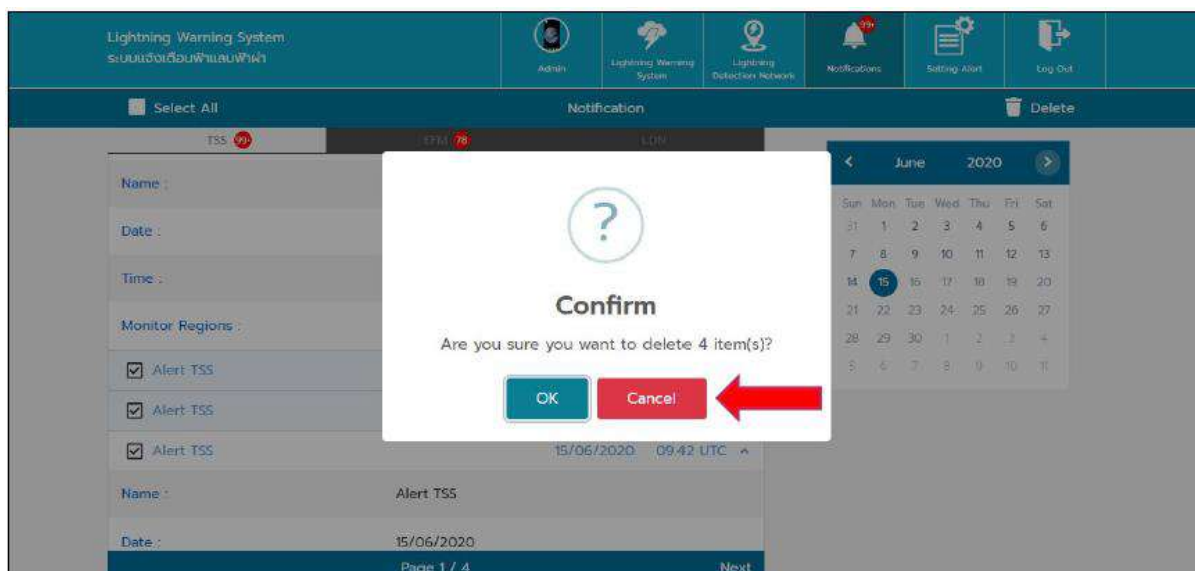 Lightning Warning System
ระบบแจ้งเตือนฟ้าแลบฟ้าผ่า
Admin
Lightning Warning System
Lightning Detection Network
99+
Notifications
Setting Alert
Log Out
Select All
Notification
Delete
TSS 99+
EFM 78
LDN
Name :
Date :
Time :
Monitor Regions :
Alert TSS
Alert TSS
Alert TSS 15/06/2020 09:42 UTC
Name : Alert TSS
Date : 15/06/2020
Page 1 / 4 Next
?
Confirm
Are you sure you want to delete 4 item(s)?
OK Cancel
< June 2020 >
Sun Mon Tue Wed Thu Fri Sat
31 1 2 3 4 5 6
7 8 9 10 11 12 13
14 15 16 17 18 19 20
21 22 23 24 25 26 27
28 29 30 1 2 3 4
5 6 7 8 9 10 11